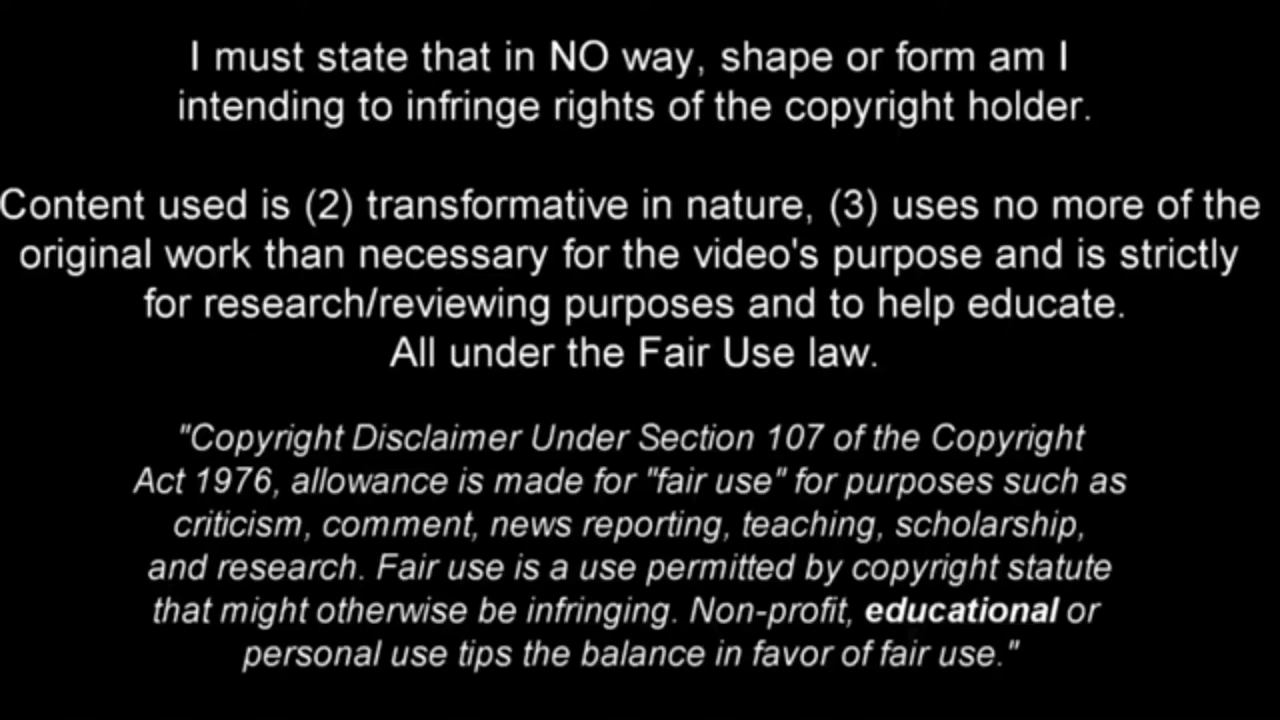 I must state that in NO way, shape or form am I
intending to infringe rights of the copyright holder.
Content used is (2) transformative in nature, (3) uses no more of the
original work than necessary for the video's purpose and is strictly
for research/reviewing purposes and to help educate.
All under the Fair Use law.
"Copyright Disclaimer Under Section 107 of the Copyright
Act 1976, allowance is made for "fair use" for purposes such as
criticism, comment, news reporting, teaching, scholarship,
and research. Fair use is a use permitted by copyright statute
that might otherwise be infringing. Non-profit, educational or
personal use tips the balance in favor of fair use."